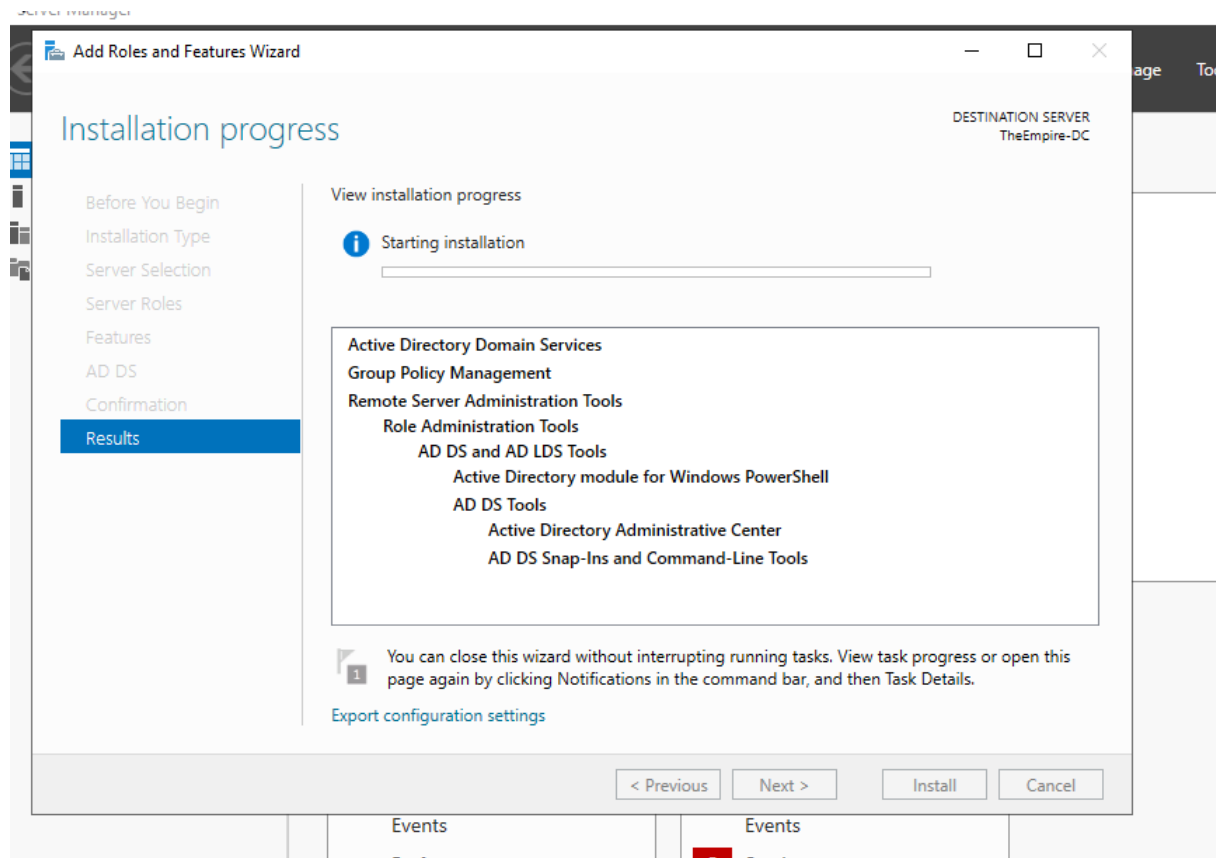 Server Manager
Add Roles and Features Wizard
age
Installation progress
DESTINATION SERVER
TheEmpire-DC
Before You Begin
Installation Type
Server Selection
Server Roles
Features
AD DS
Confirmation
Results
View installation progress
Starting installation
Active Directory Domain Services
Group Policy Management
Remote Server Administration Tools
Role Administration Tools
AD DS and AD LDS Tools
Active Directory module for Windows PowerShell
AD DS Tools
Active Directory Administrative Center
AD DS Snap-Ins and Command-Line Tools
1
You can close this wizard without interrupting running tasks. View task progress or open this
page again by clicking Notifications in the command bar, and then Task Details.
Export configuration settings
< Previous Next > Install Cancel
Events Events